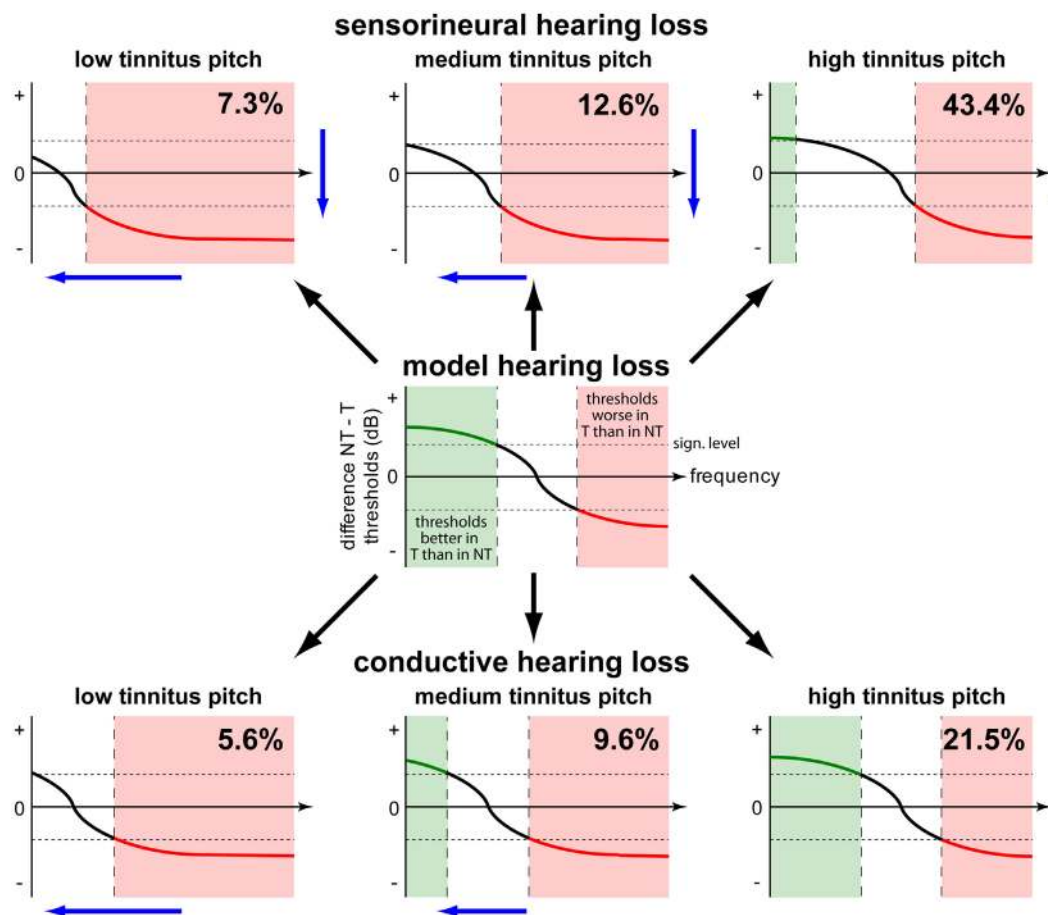 sensorineural hearing loss
low tinnitus pitch
medium tinnitus pitch
high tinnitus pitch
+
7.3%
0
-
+
12.6%
0
-
+
43.4%
0
-
model hearing loss
difference NT - T
thresholds (dB)
+
0
-
thresholds
worse in
T than in NT
sign. level
frequency
thresholds
better in
T than in NT
conductive hearing loss
low tinnitus pitch
medium tinnitus pitch
high tinnitus pitch
+
5.6%
0
-
+
9.6%
0
-
+
21.5%
0
-